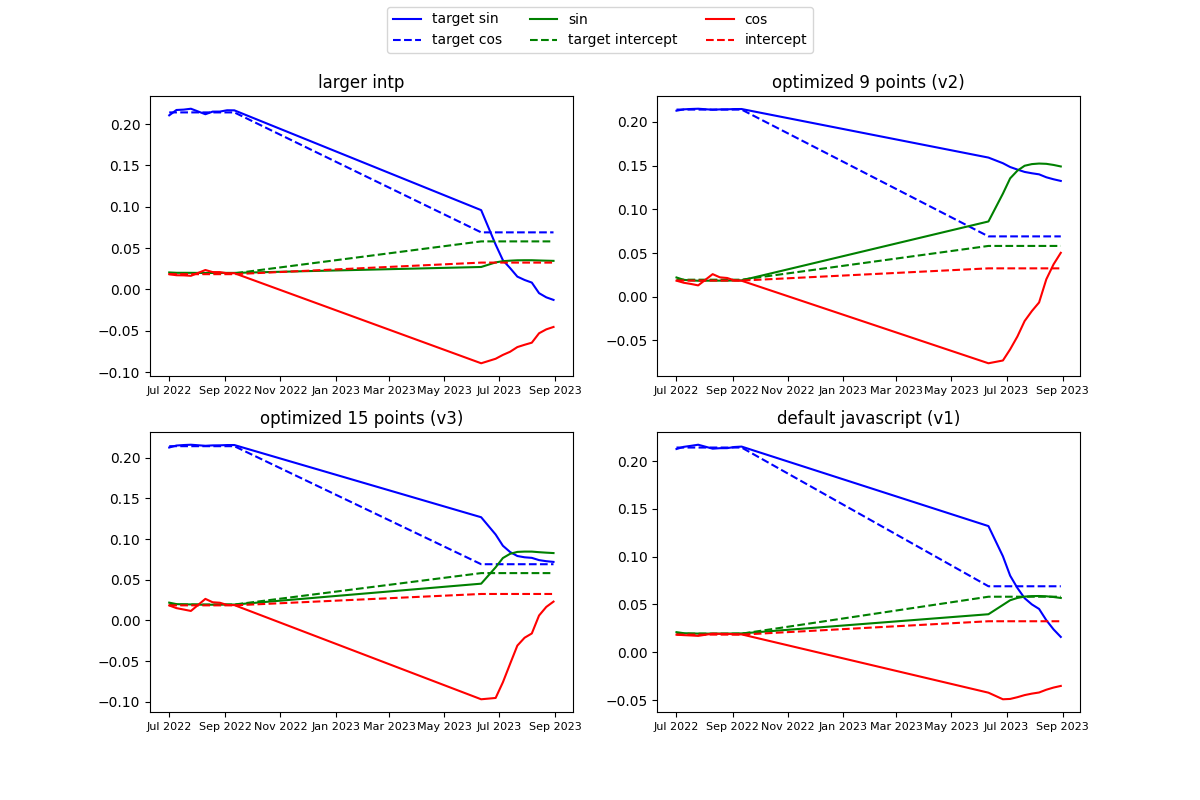 target sin sin cos
target cos target intercept intercept
larger intp
0.20
0.15
0.10
0.05
0.00
−0.05
−0.10
Jul 2022 Sep 2022 Nov 2022 Jan 2023 Mar 2023 May 2023 Jul 2023 Sep 2023
optimized 9 points (v2)
0.20
0.15
0.10
0.05
0.00
−0.05
Jul 2022 Sep 2022 Nov 2022 Jan 2023 Mar 2023 May 2023 Jul 2023 Sep 2023
optimized 15 points (v3)
0.20
0.15
0.10
0.05
0.00
−0.05
−0.10
Jul 2022 Sep 2022 Nov 2022 Jan 2023 Mar 2023 May 2023 Jul 2023 Sep 2023
default javascript (v1)
0.20
0.15
0.10
0.05
0.00
−0.05
Jul 2022 Sep 2022 Nov 2022 Jan 2023 Mar 2023 May 2023 Jul 2023 Sep 2023